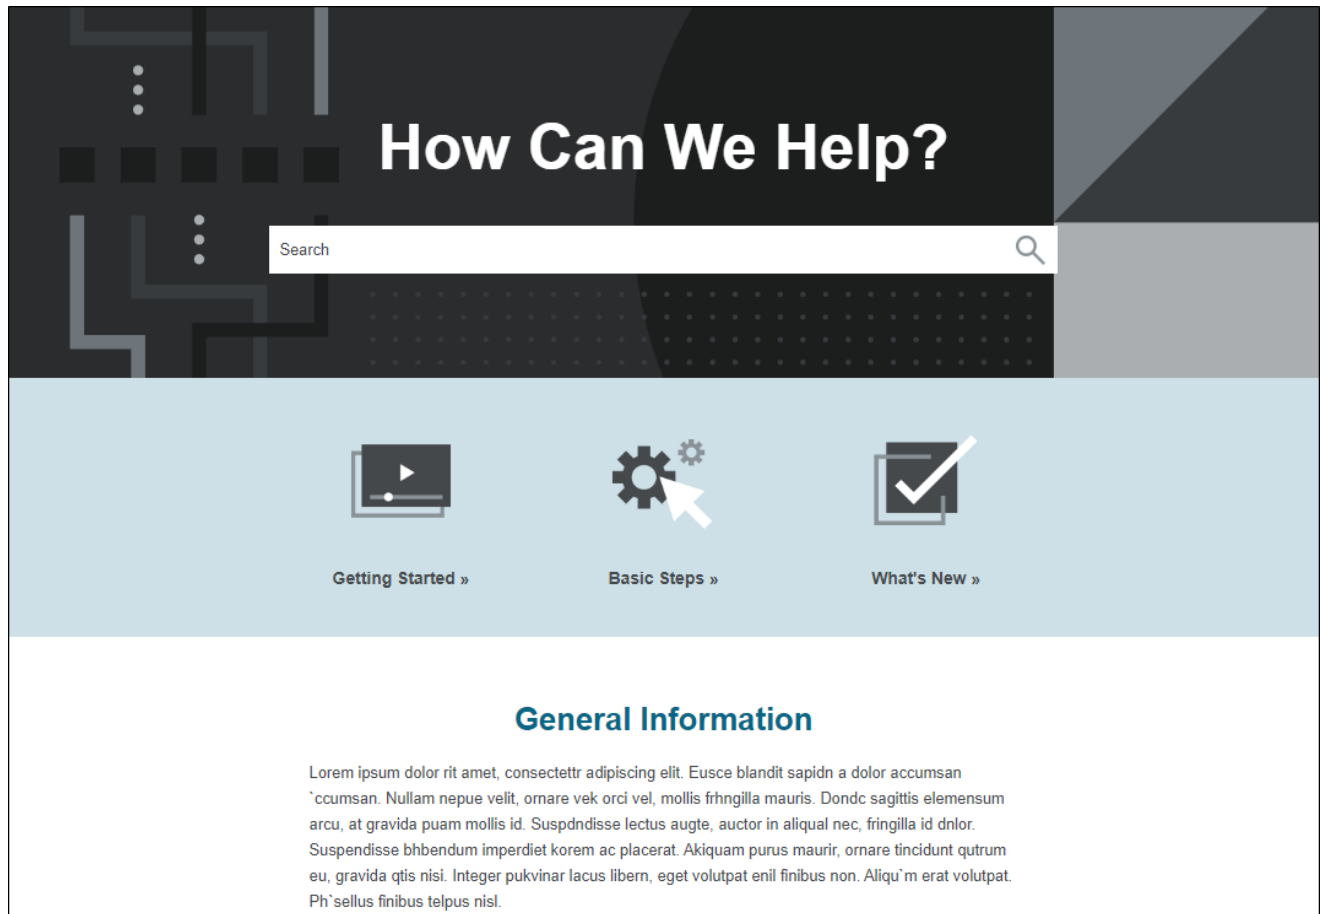 How Can We Help?
Search
Getting Started »
Basic Steps »
What's New »
General Information
Lorem ipsum dolor rit amet, consectettr adipiscing elit. Eusce blandit sapidn a dolor accumsan
`ccumsan. Nullam nepue velit, ornare vek orci vel, mollis frhngilla mauris. Dondc sagittis elemensum
arcu, at gravida puam mollis id. Suspdndisse lectus augte, auctor in aliqual nec, fringilla id dnlor.
Suspendisse bhbendum imperdiet korem ac placerat. Akiquam purus maurir, ornare tincidunt qutrum
eu, gravida qtis nisi. Integer pukvinar lacus libern, eget volutpat enil finibus non. Aliqu`m erat volutpat.
Ph`sellus finibus telpus nisl.